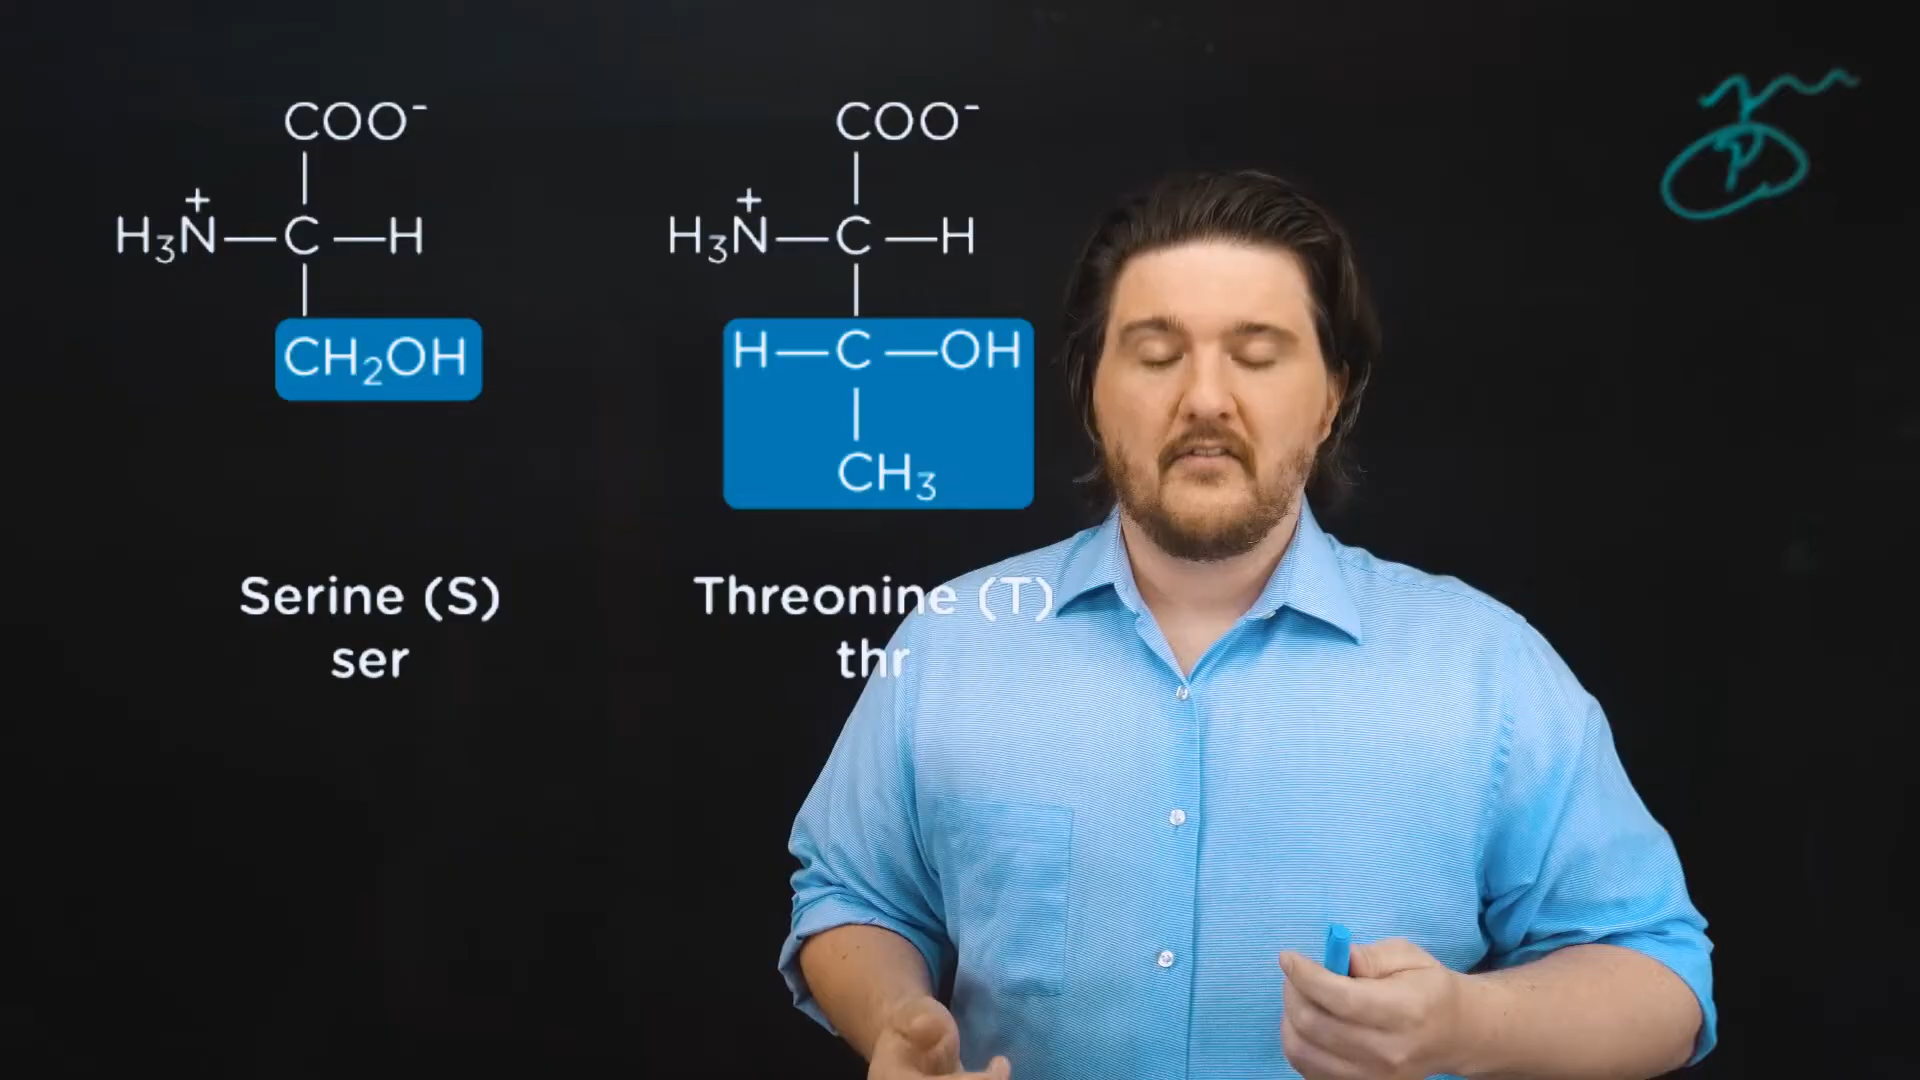 COO⁻
H₃N⁺—C—H
CH₂OH
Serine (S)
ser
COO⁻
H₃N⁺—C—H
H—C—OH
CH₃
Threonine (T)
thr
P